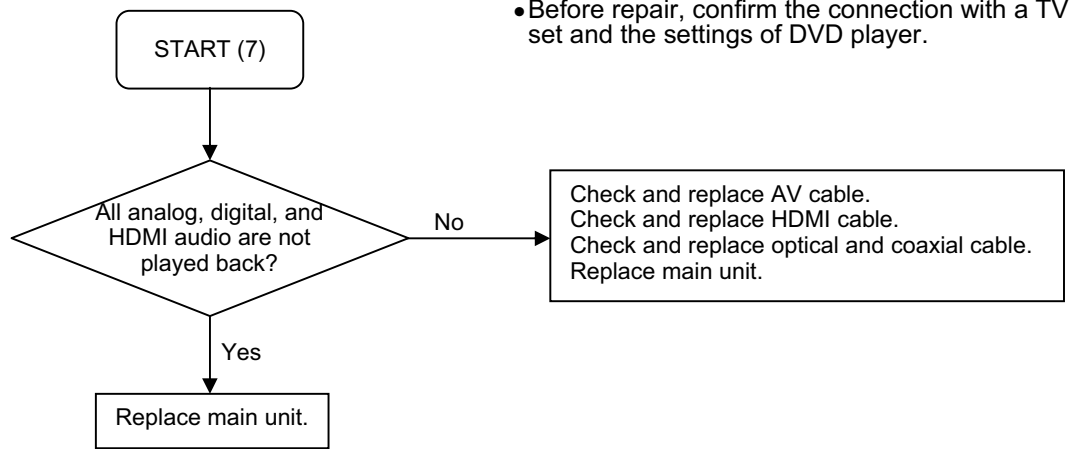 • Before repair, confirm the connection with a TV
set and the settings of DVD player.
START (7)
All analog, digital, and
HDMI audio are not
played back?
No
Check and replace AV cable.
Check and replace HDMI cable.
Check and replace optical and coaxial cable.
Replace main unit.
Yes
Replace main unit.